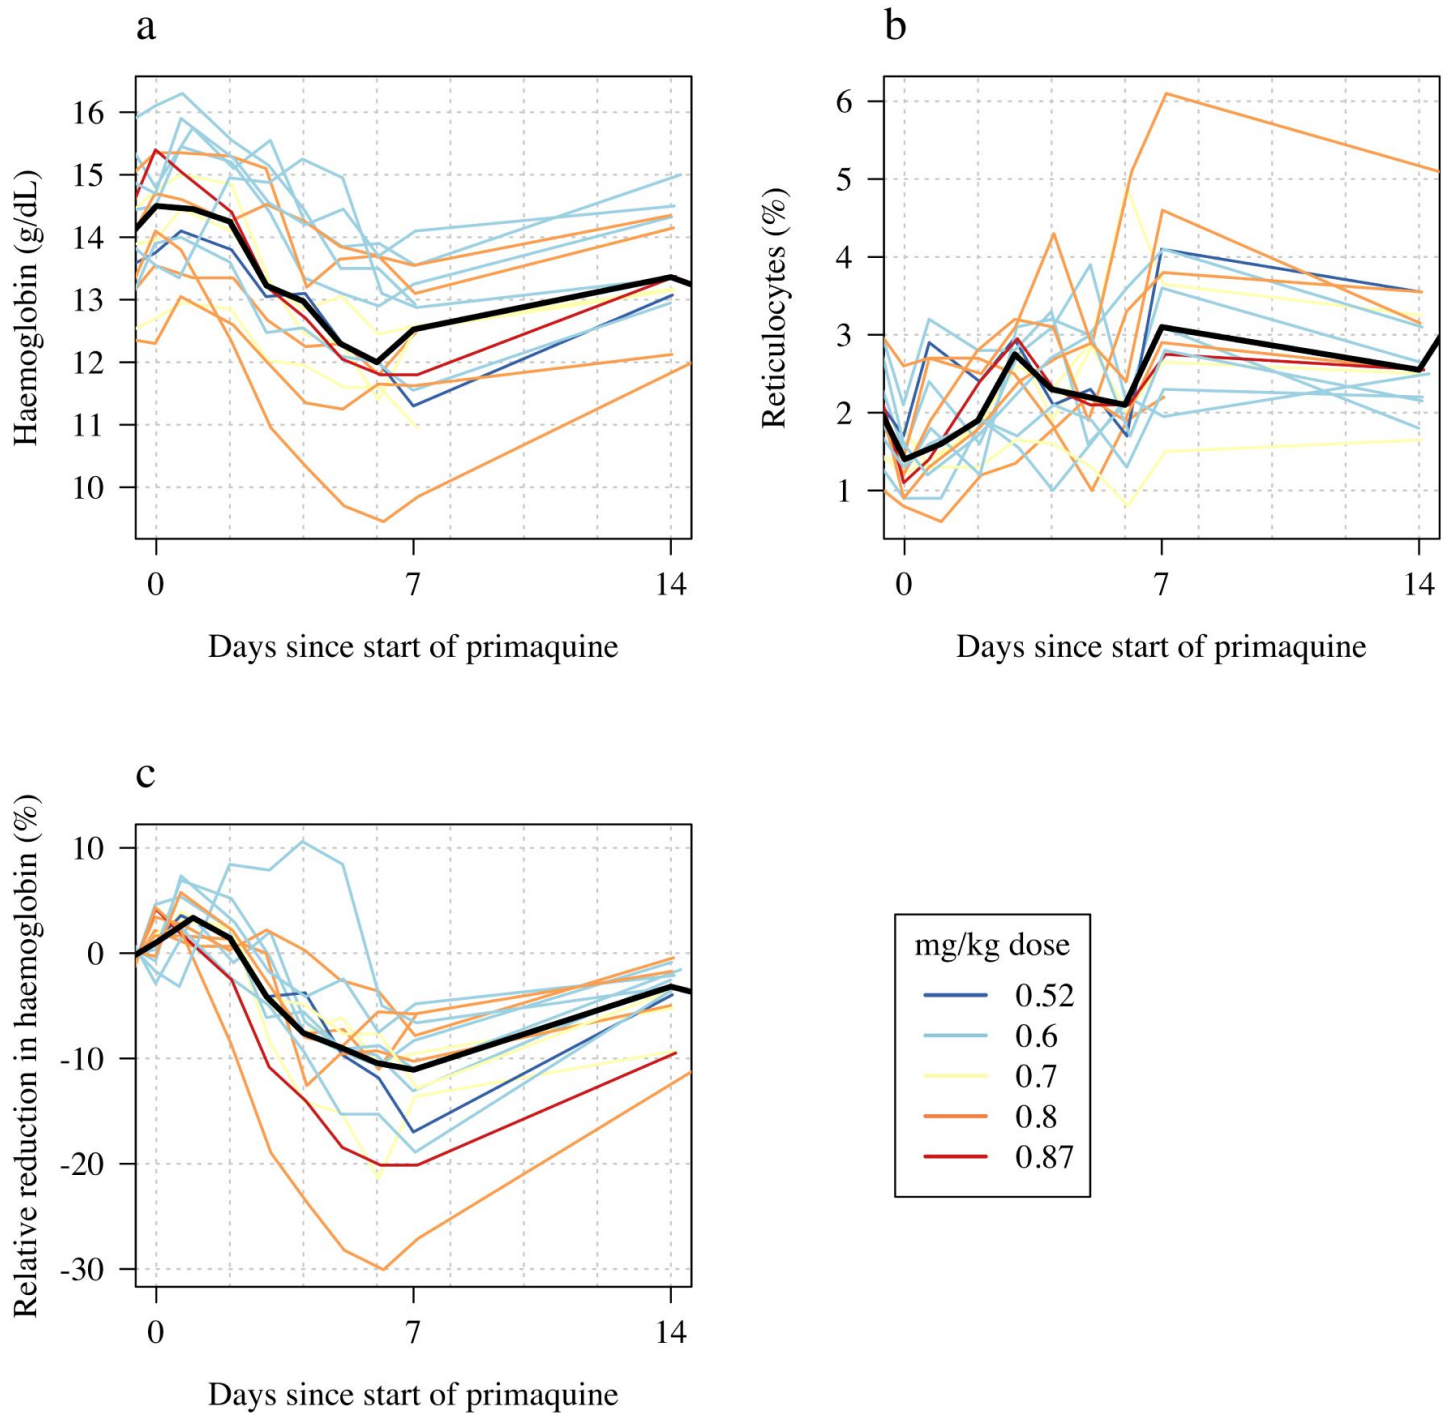 a
Haemoglobin (g/dL)
16
15
14
13
12
11
10
0 7 14
Days since start of primaquine
b
Reticulocytes (%)
6
5
4
3
2
1
0 7 14
Days since start of primaquine
c
Relative reduction in haemoglobin (%)
10
0
-10
-20
-30
0 7 14
Days since start of primaquine
mg/kg dose
0.52
0.6
0.7
0.8
0.87